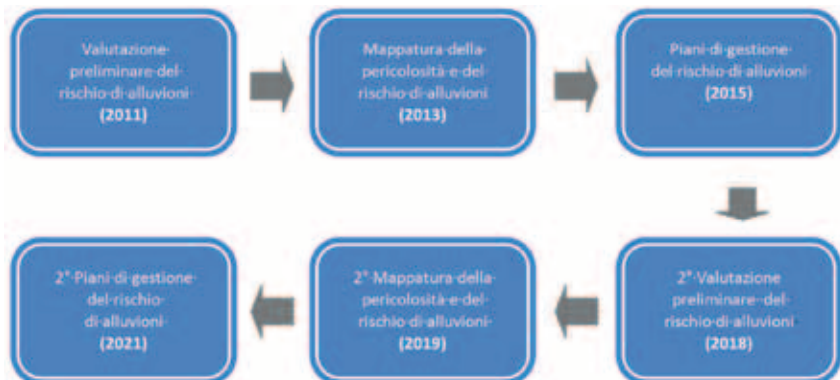 Valutazione
preliminare del
rischio di alluvioni
(2011)
Mappatura della
pericolosità e del
rischio di alluvioni
(2013)
Piani di gestione
del rischio di alluvioni
(2015)
2° Valutazione
preliminare del
rischio di alluvioni
(2018)
2° Mappatura della
pericolosità e del
rischio di alluvioni
(2019)
2° Piani di gestione
del rischio
di alluvioni
(2021)